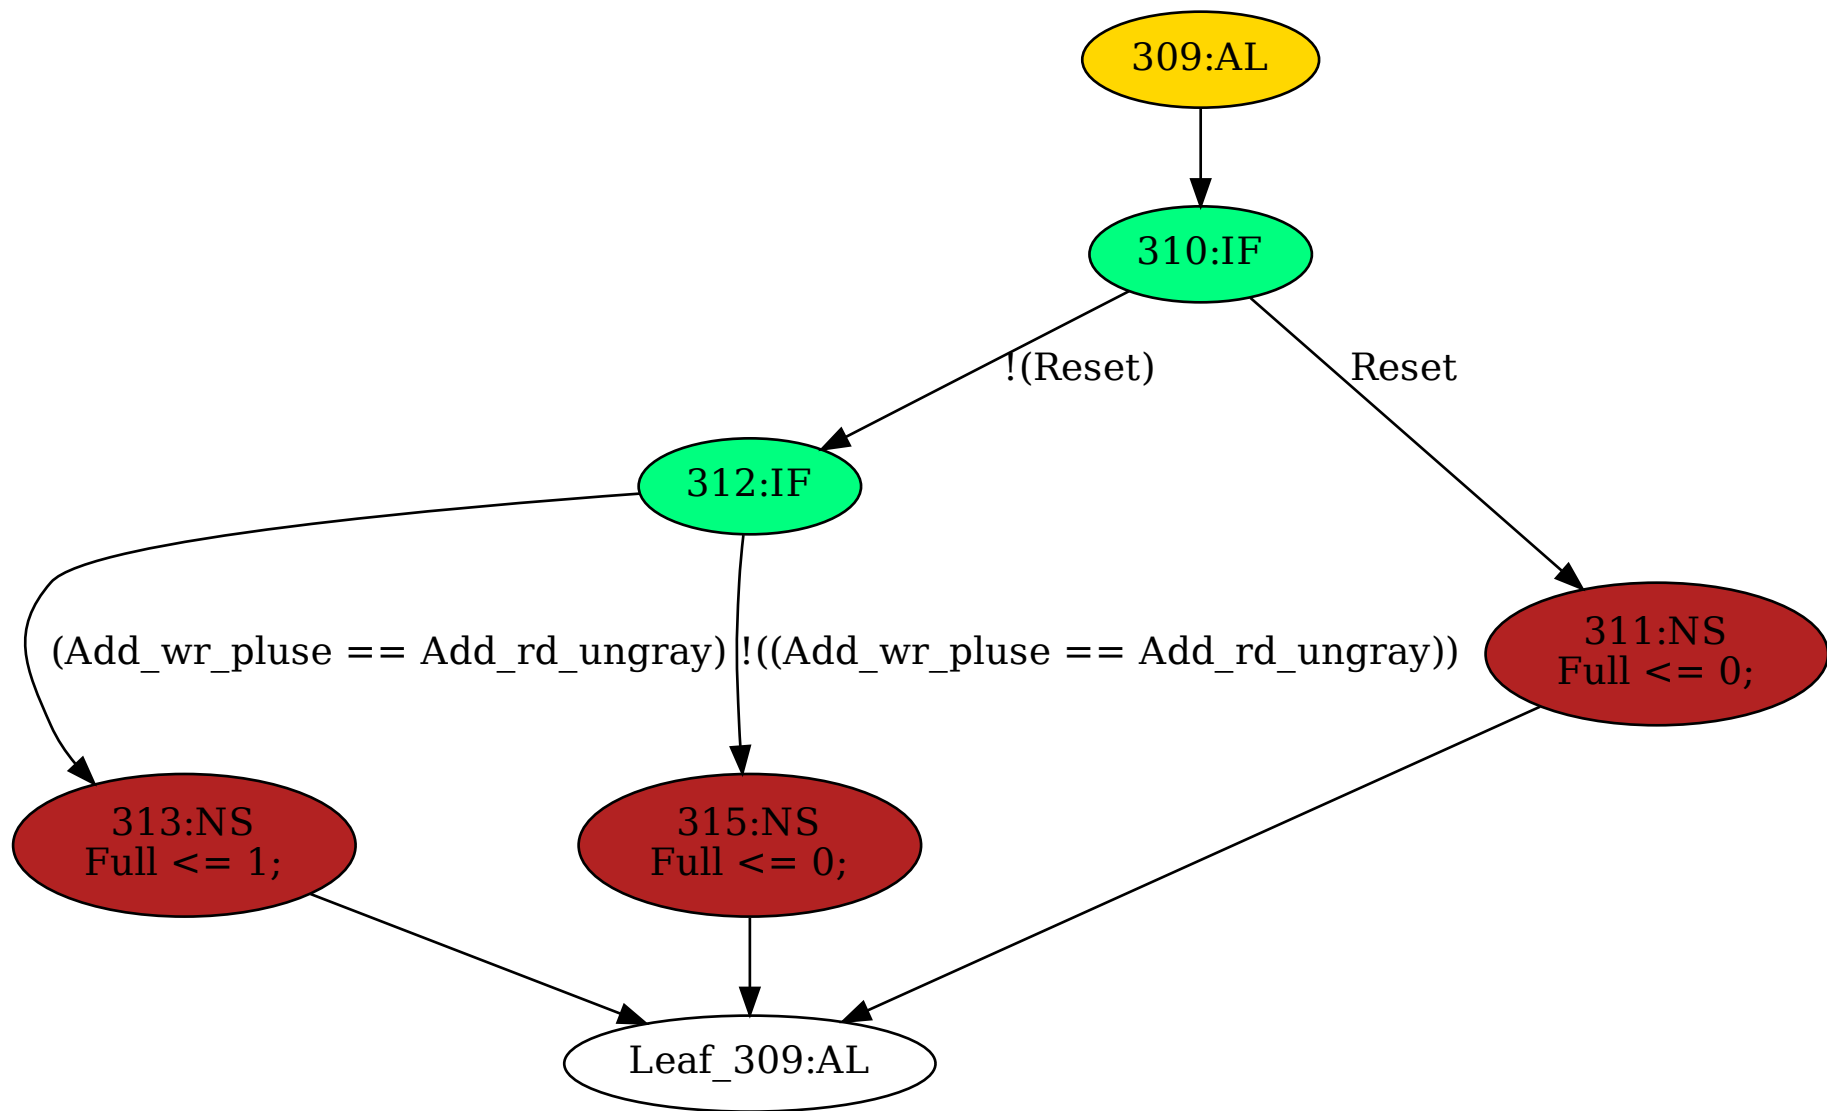 309:AL
310:IF
!(Reset)
Reset
312:IF
311:NS
Full <= 0;
(Add_wr_pluse == Add_rd_ungray)
!((Add_wr_pluse == Add_rd_ungray))
313:NS
Full <= 1;
315:NS
Full <= 0;
Leaf_309:AL